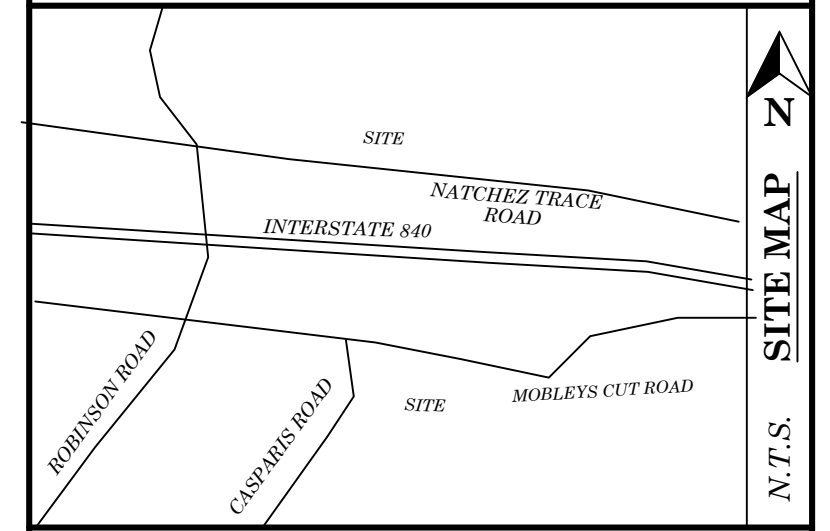 SITE
NATCHEZ TRACE
ROAD
INTERSTATE 840
ROBINSON ROAD
CASPARIS ROAD
SITE
MOBLEYS CUT ROAD
N
SITE MAP
N.T.S.